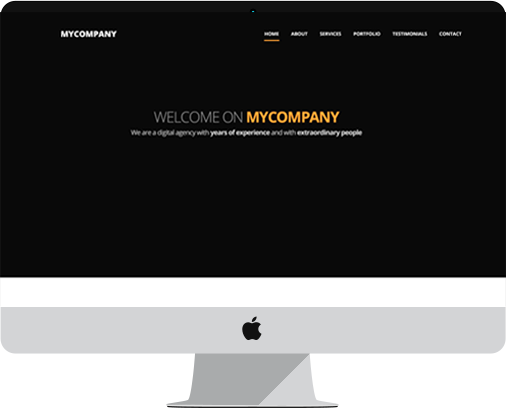 MYCOMPANY
HOME ABOUT SERVICES PORTFOLIO TESTIMONIALS CONTACT
WELCOME ON MYCOMPANY
We are a digital agency with years of experience and with extraordinary people